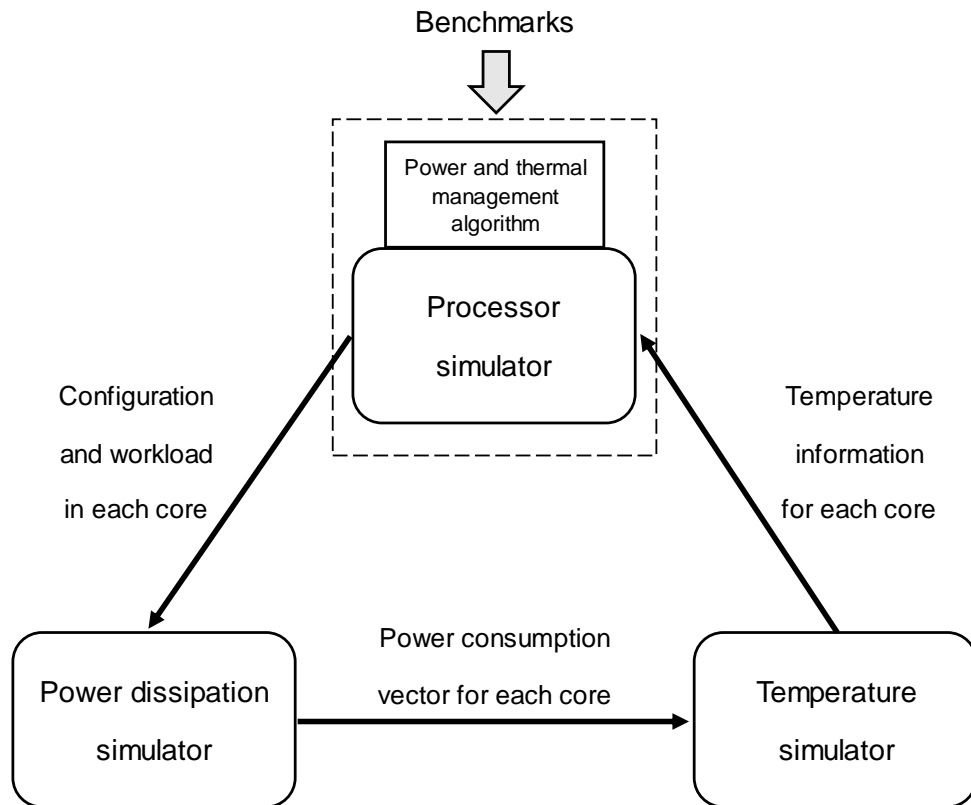 Benchmarks
Power and thermal
management
algorithm
Processor
simulator
Configuration
and workload
in each core
Temperature
information
for each core
Power consumption
vector for each core
Power dissipation
simulator
Temperature
simulator